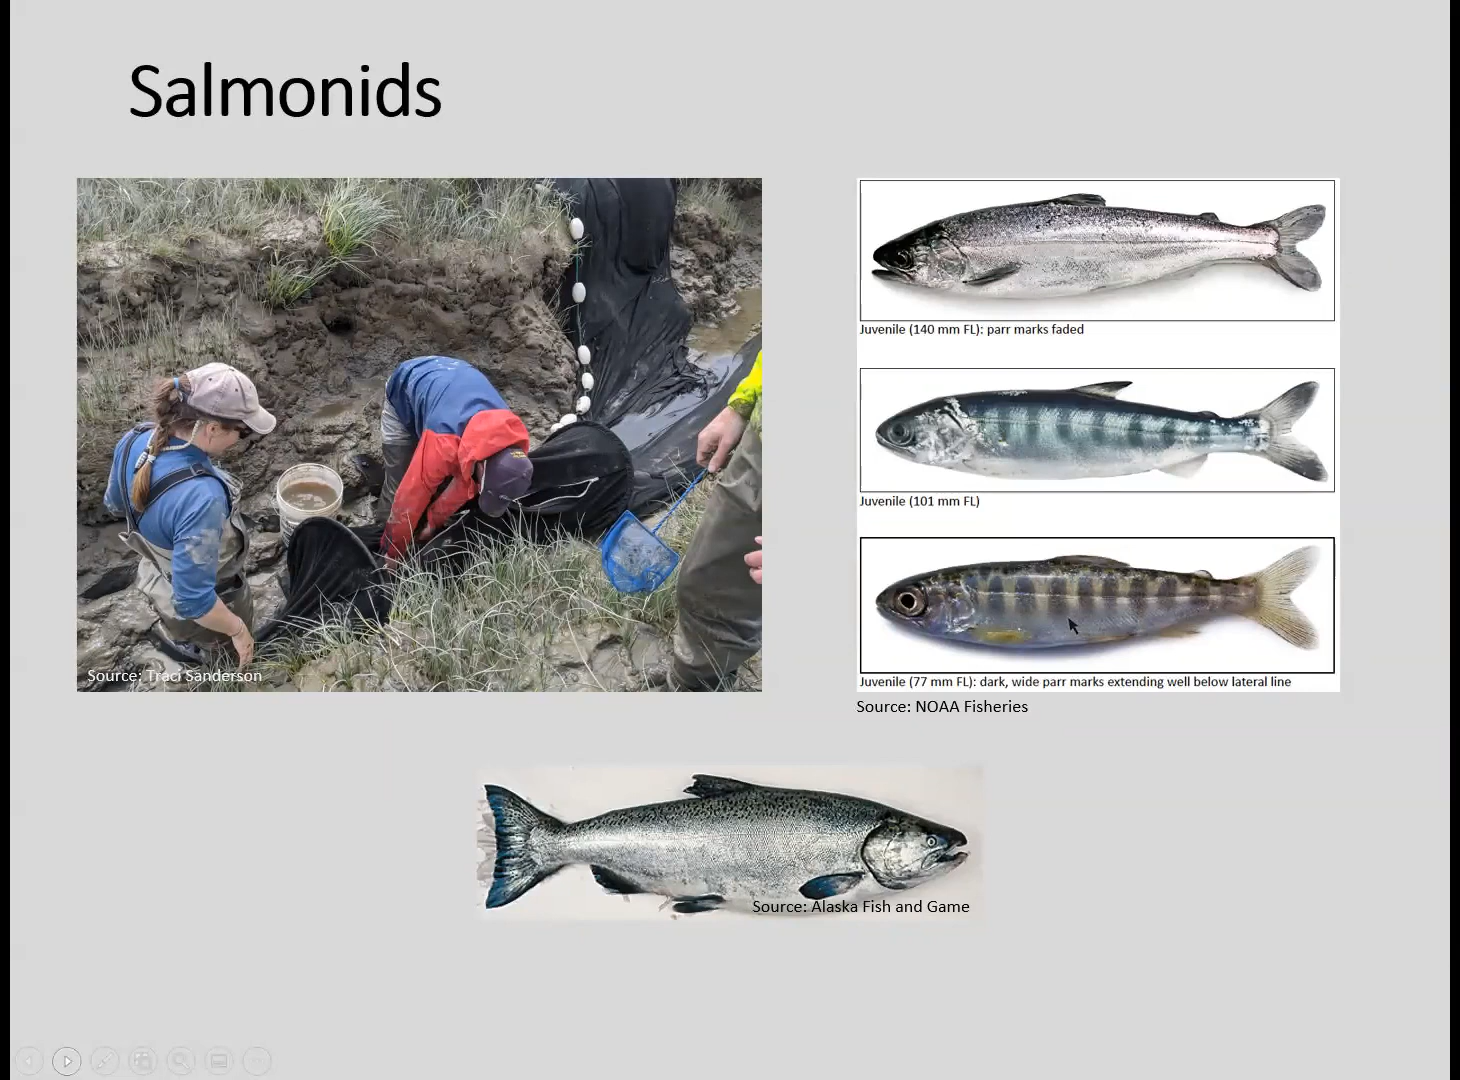 Salmonids
Source: Traci Sanderson
Juvenile (140 mm FL): parr marks faded
Juvenile (101 mm FL)
Juvenile (77 mm FL): dark, wide parr marks extending well below lateral line
Source: NOAA Fisheries
Source: Alaska Fish and Game